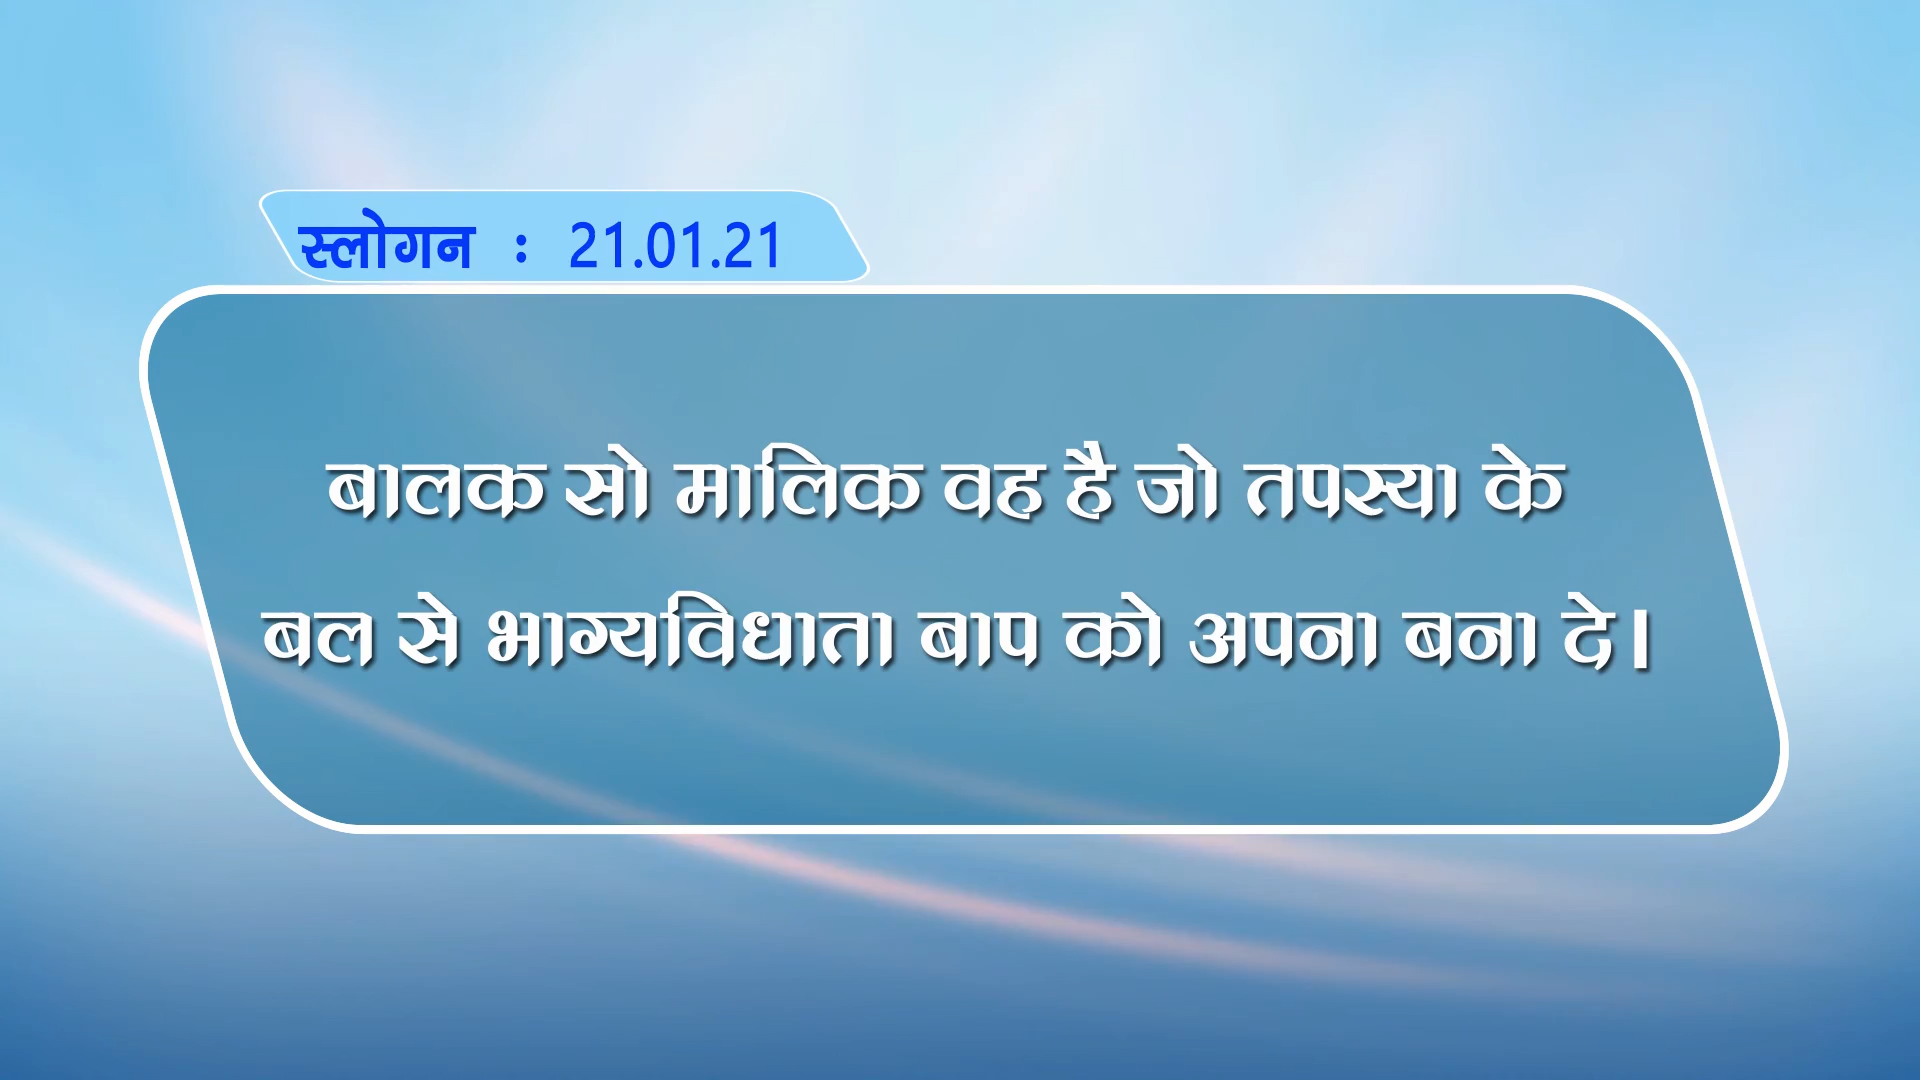 स्लोगन : 21.01.21
बालक सो मालिक वह है जो तपस्या के
बल से भाग्यविधाता बाप को अपना बना दे।